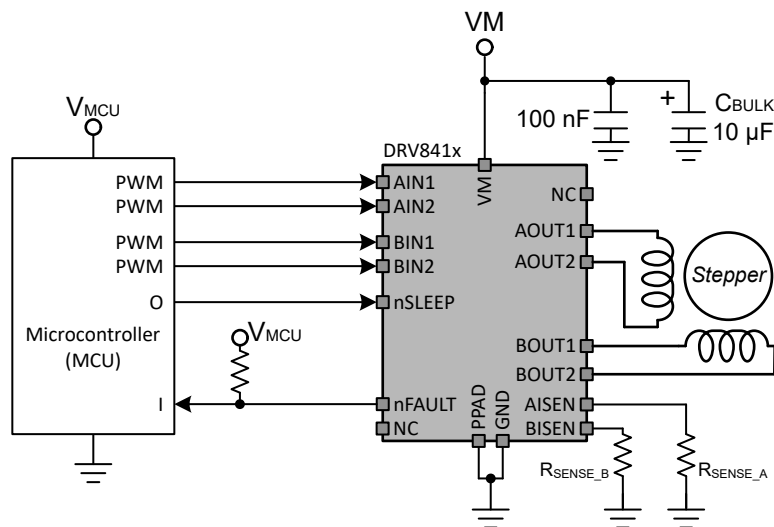 VM
VMCU
100 nF
+
CBULK
10 µF
DRV841x
PWM
PWM
PWM
PWM
O
Microcontroller
(MCU)
I
VMCU
AIN1
AIN2
BIN1
BIN2
nSLEEP
nFAULT
NC
VM
NC
AOUT1
AOUT2
BOUT1
BOUT2
AISEN
BISEN
PPAD
GND
Stepper
RSENSE_B
RSENSE_A